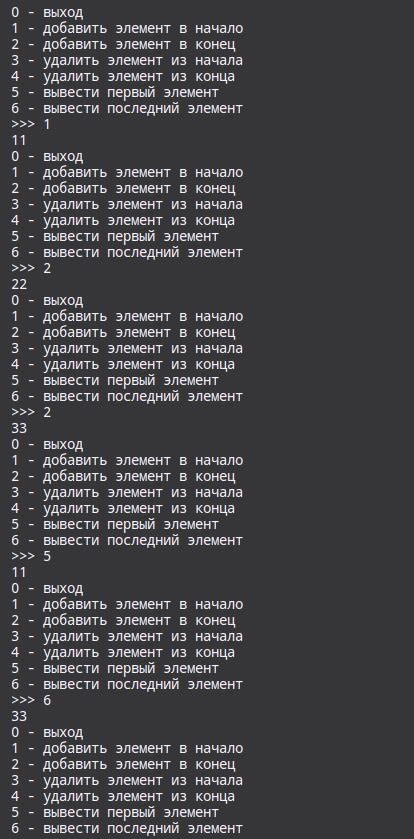 0 - выход
1 - добавить элемент в начало
2 - добавить элемент в конец
3 - удалить элемент из начала
4 - удалить элемент из конца
5 - вывести первый элемент
6 - вывести последний элемент
>>> 1
11
0 - выход
1 - добавить элемент в начало
2 - добавить элемент в конец
3 - удалить элемент из начала
4 - удалить элемент из конца
5 - вывести первый элемент
6 - вывести последний элемент
>>> 2
22
0 - выход
1 - добавить элемент в начало
2 - добавить элемент в конец
3 - удалить элемент из начала
4 - удалить элемент из конца
5 - вывести первый элемент
6 - вывести последний элемент
>>> 2
33
0 - выход
1 - добавить элемент в начало
2 - добавить элемент в конец
3 - удалить элемент из начала
4 - удалить элемент из конца
5 - вывести первый элемент
6 - вывести последний элемент
>>> 5
11
0 - выход
1 - добавить элемент в начало
2 - добавить элемент в конец
3 - удалить элемент из начала
4 - удалить элемент из конца
5 - вывести первый элемент
6 - вывести последний элемент
>>> 6
33
0 - выход
1 - добавить элемент в начало
2 - добавить элемент в конец
3 - удалить элемент из начала
4 - удалить элемент из конца
5 - вывести первый элемент
6 - вывести последний элемент